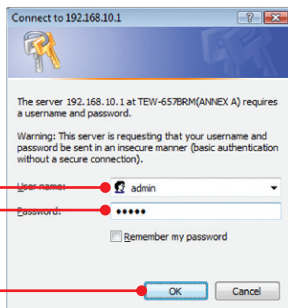 Connect to 192.168.10.1
The server 192.168.10.1 at TEW-657BRM(ANNEX A) requires
a username and password.
Warning: This server is requesting that your username and
password be sent in an insecure manner (basic authentication
without a secure connection).
User name:
admin
Password:
•••••
Remember my password
OK
Cancel